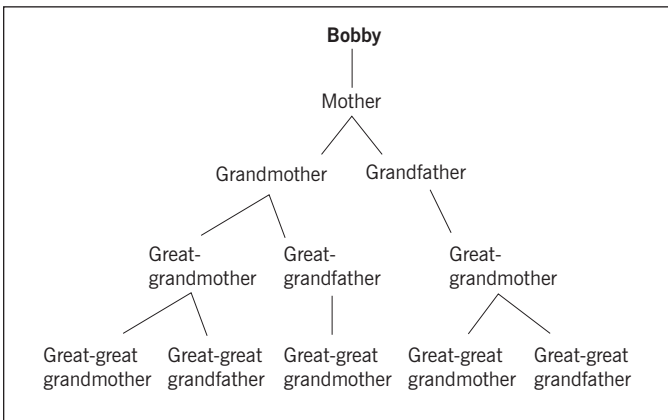 Bobby
Mother
Grandmother
Grandfather
Great-
grandmother
Great-
grandfather
Great-
grandmother
Great-great
grandmother
Great-great
grandfather
Great-great
grandmother
Great-great
grandmother
Great-great
grandfather